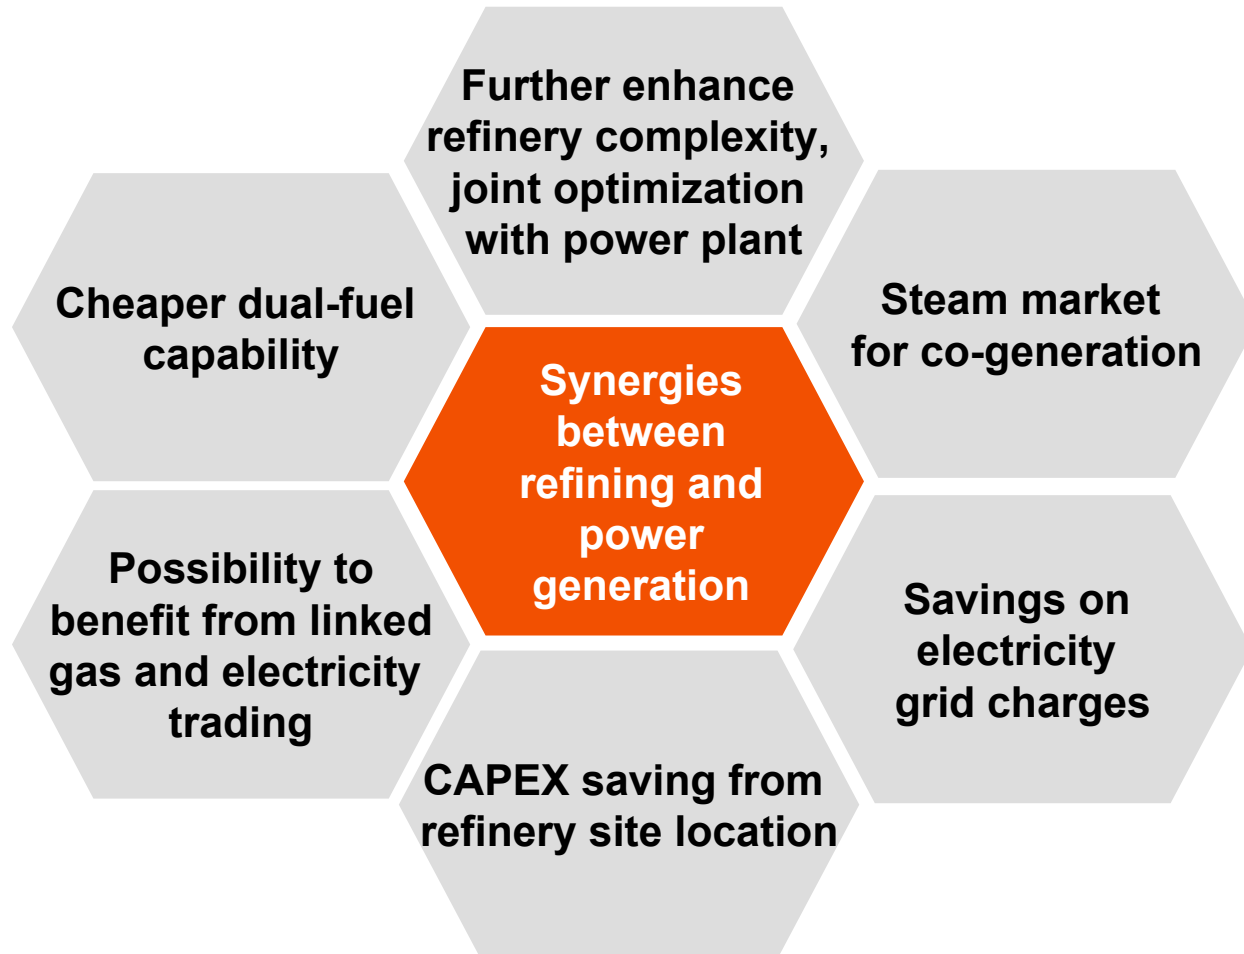 Further enhance
refinery complexity,
joint optimization
with power plant
Cheaper dual-fuel
capability
Steam market
for co-generation
Synergies
between
refining and
power
generation
Possibility to
benefit from linked
gas and electricity
trading
Savings on
electricity
grid charges
CAPEX saving from
refinery site location